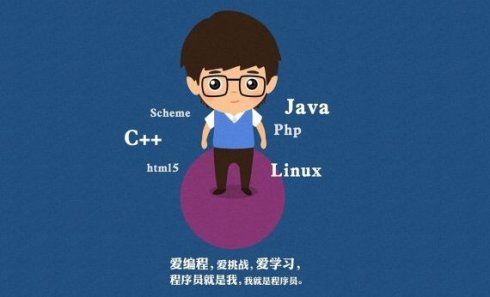 Scheme
Java
C++
Php
html5
Linux
爱编程，爱挑战，爱学习，
程序员就是我，我就是程序员。